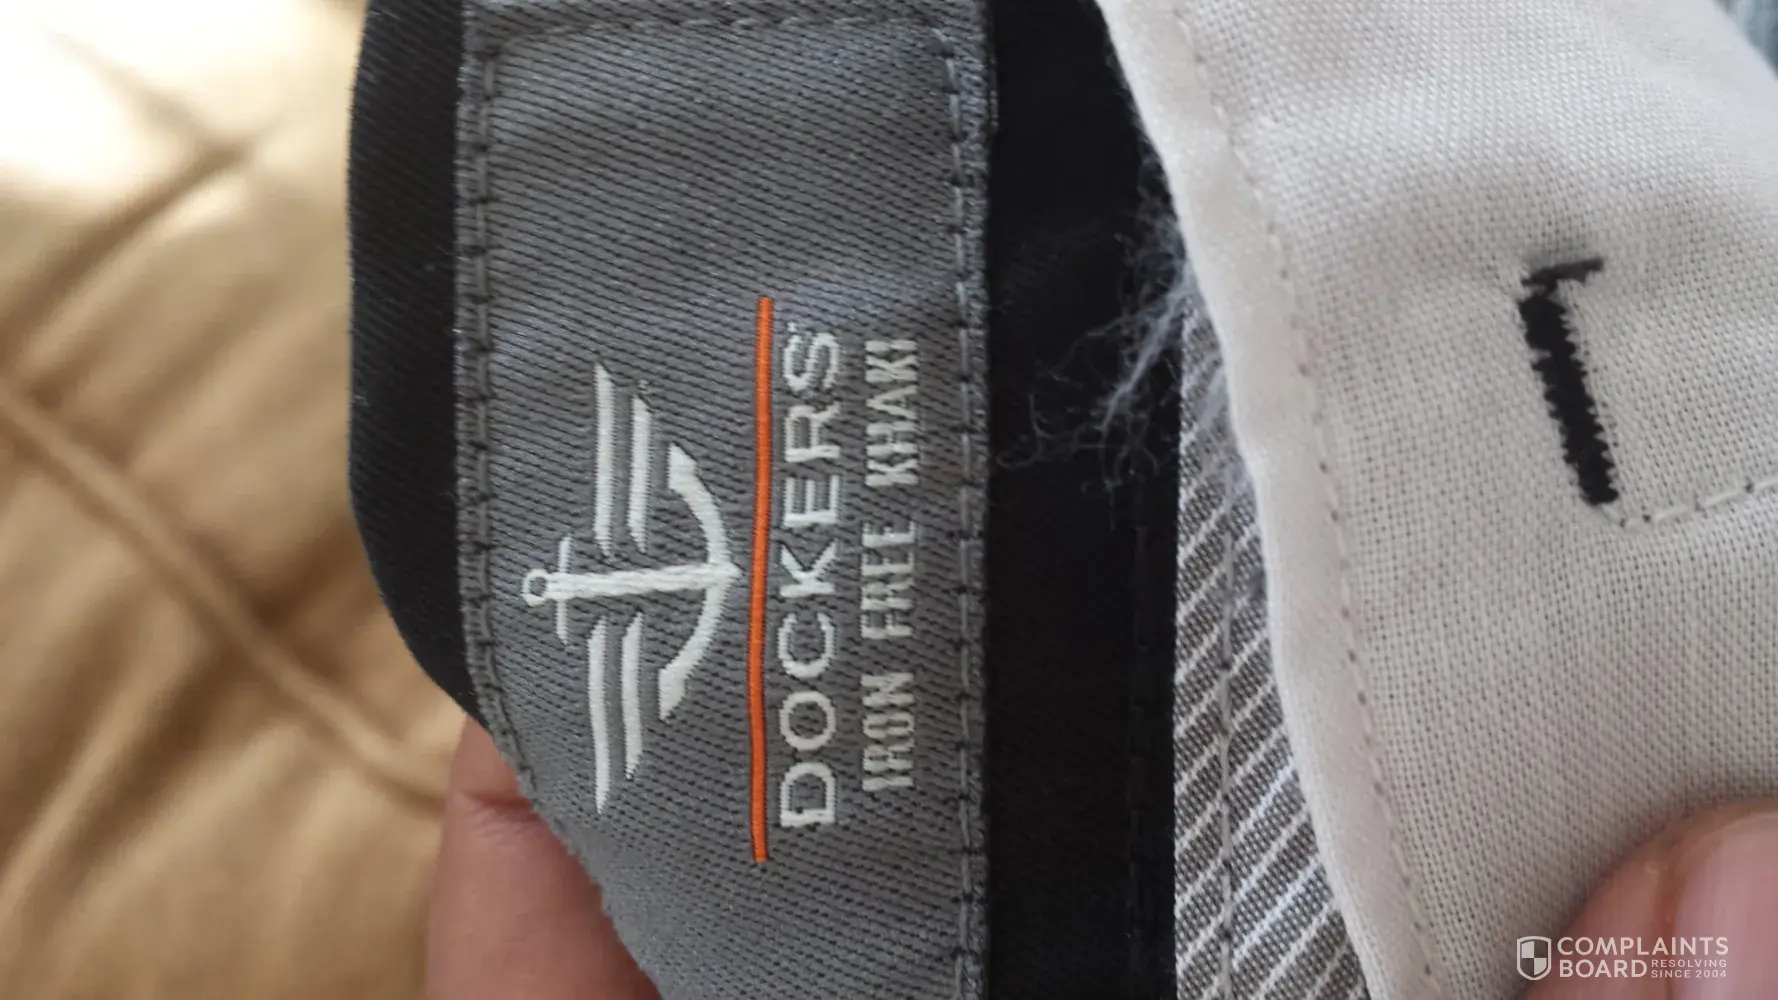 DOCKERS
IRON FREE KHAKI
COMPLAINTS
BOARD RESOLVING
SINCE 2004